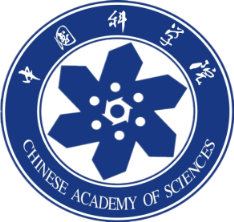 中国科学院
CHINESE ACADEMY OF SCIENCES